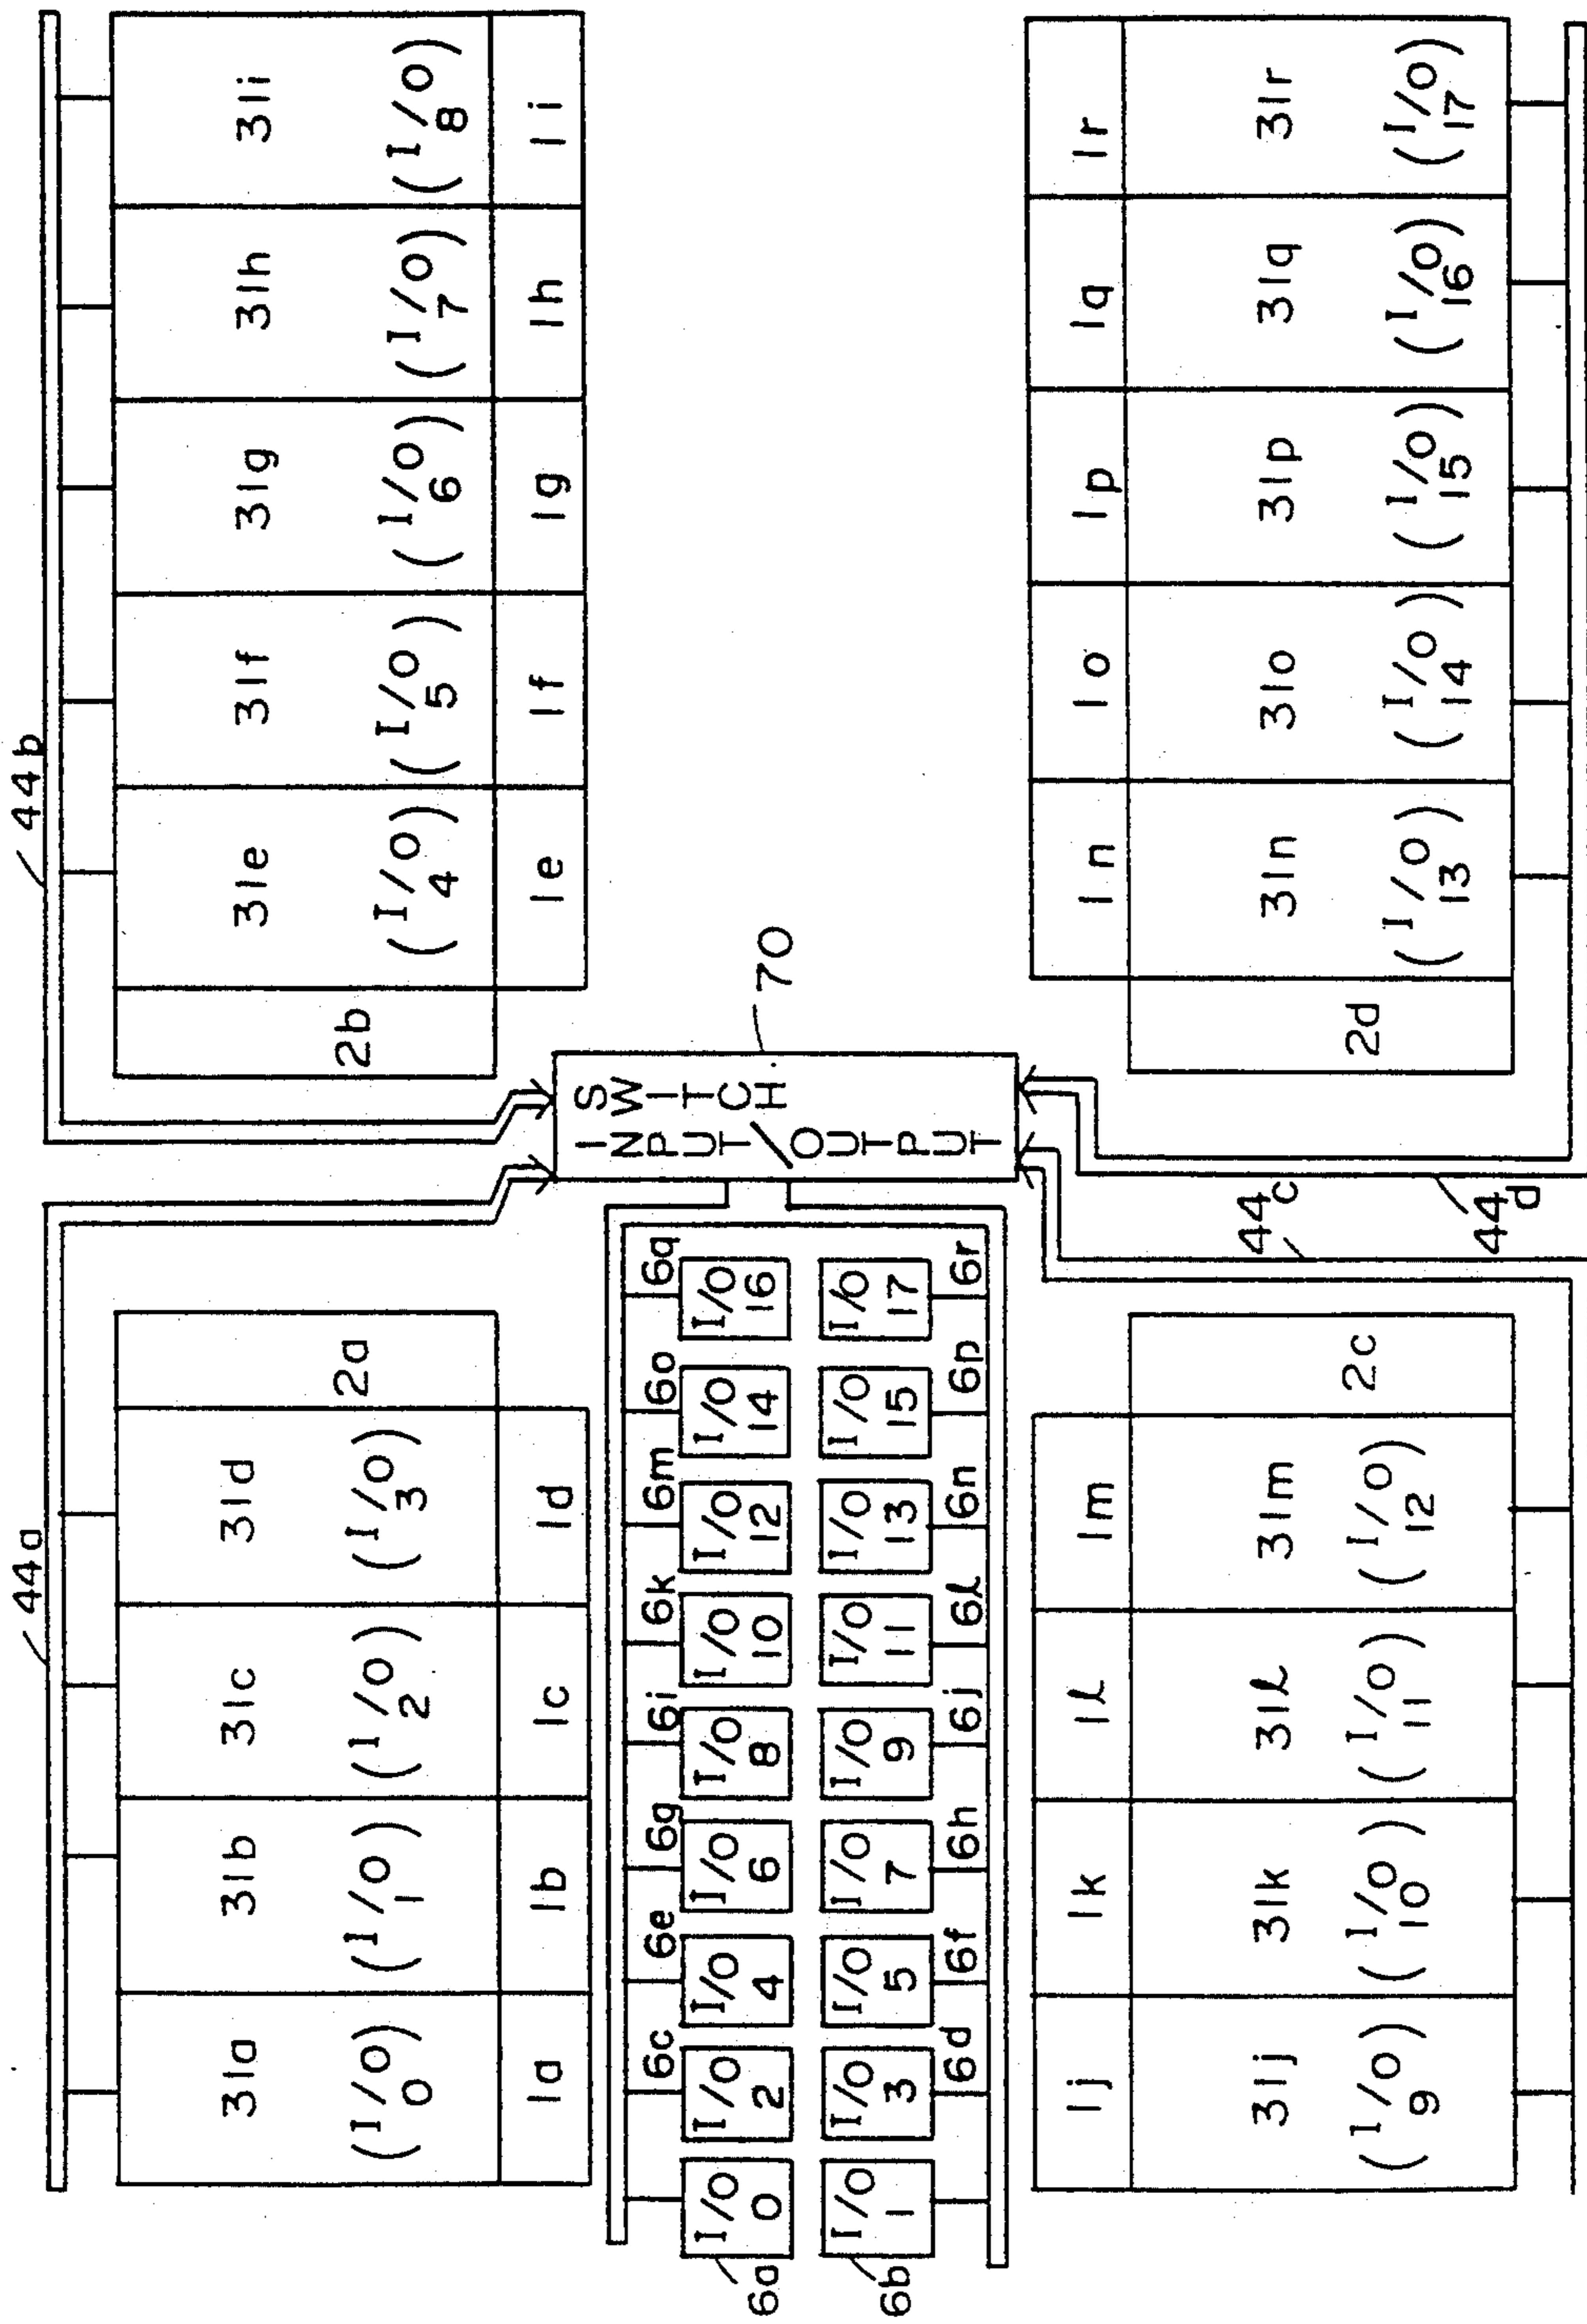 44a
44b
31a
31b
31c
31d
2a
2b
31e
31f
31g
31h
31i
(I/O)
0
(I/O)
1
(I/O)
2
(I/O)
3
(I/O)
4
(I/O)
5
(I/O)
6
(I/O)
7
(I/O)
8
1a
1b
1c
1d
1e
1f
1g
1h
1i
6c
6e
6g
6i
6k
6m
6o
6q
6a
I/O
0
I/O
2
I/O
4
I/O
6
I/O
8
I/O
10
I/O
12
I/O
14
I/O
16
INPUT/OUTPUT
SWITCH
70
6b
I/O
1
I/O
3
I/O
5
I/O
7
I/O
9
I/O
11
I/O
13
I/O
15
I/O
17
6d
6f
6h
6j
6ℓ
6n
6p
6r
1j
1k
1ℓ
1m
1n
1o
1p
1q
1r
31j
31k
31ℓ
31m
2c
2d
31n
31o
31p
31q
31r
(I/O)
9
(I/O)
10
(I/O)
11
(I/O)
12
(I/O)
13
(I/O)
14
(I/O)
15
(I/O)
16
(I/O)
17
44c
44d